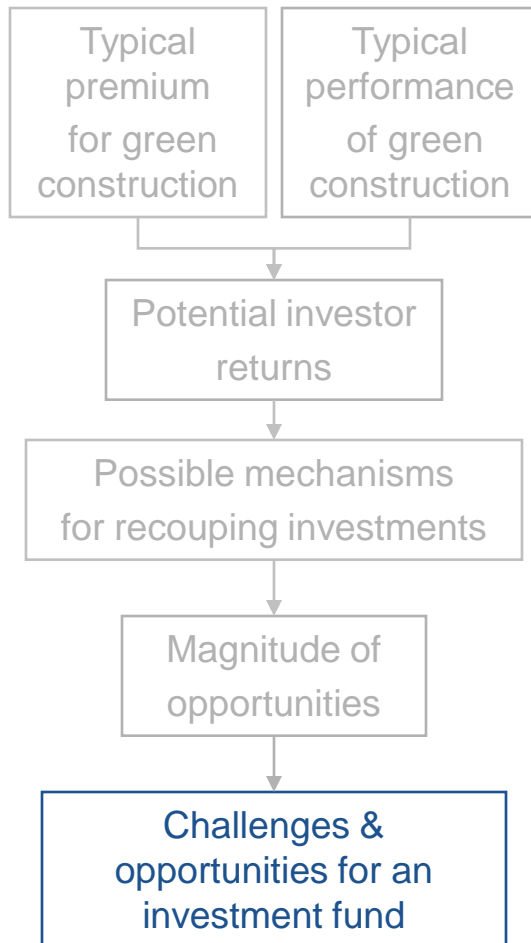 Typical
premium
for green
construction
Typical
performance
of green
construction
Potential investor
returns
Possible mechanisms
for recouping investments
Magnitude of
opportunities
Challenges &
opportunities for an
investment fund